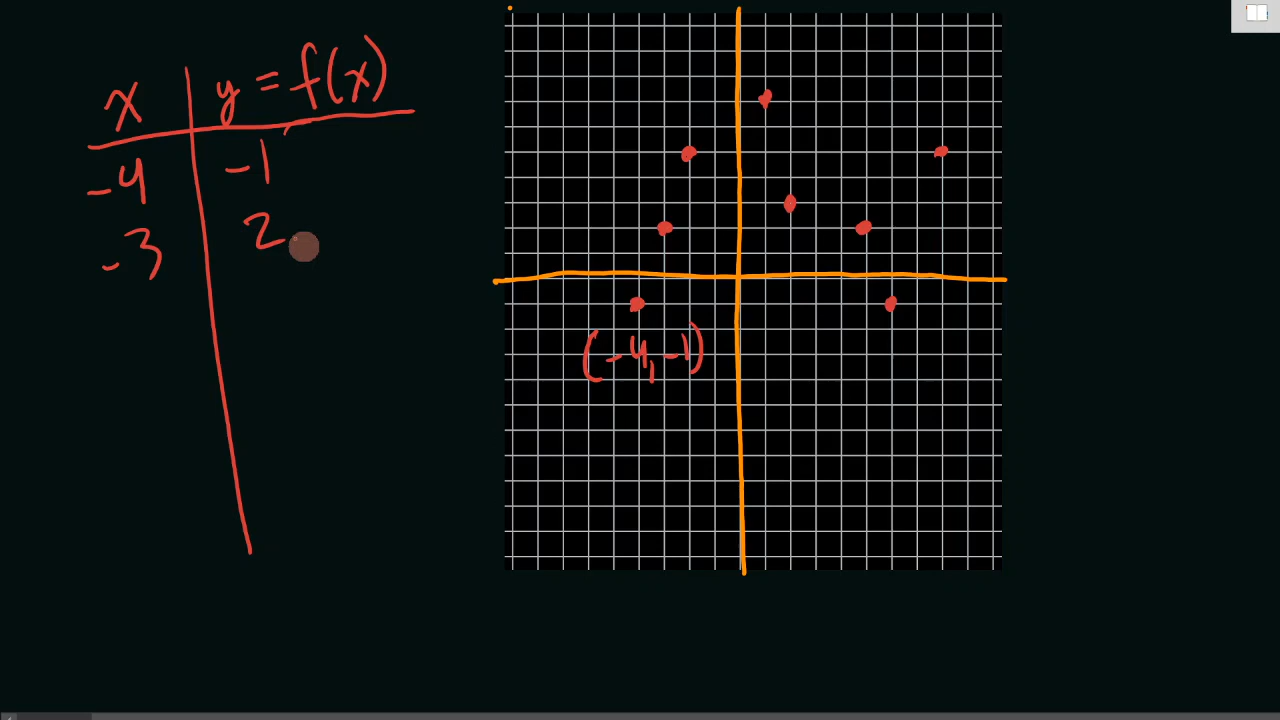 x y = f(x)
-4 -1
-3 2
(-4, -1)